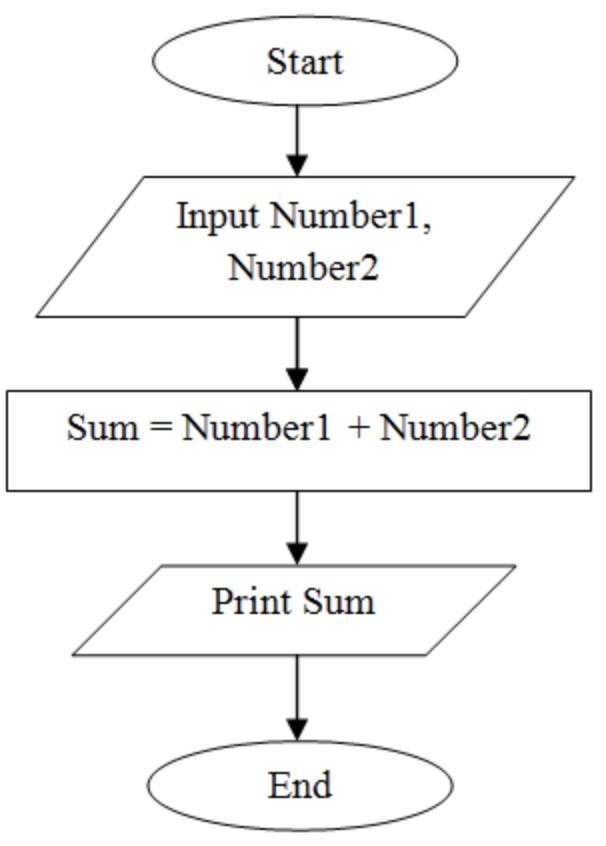 Start
Input Number1,
Number2
Sum = Number1 + Number2
Print Sum
End